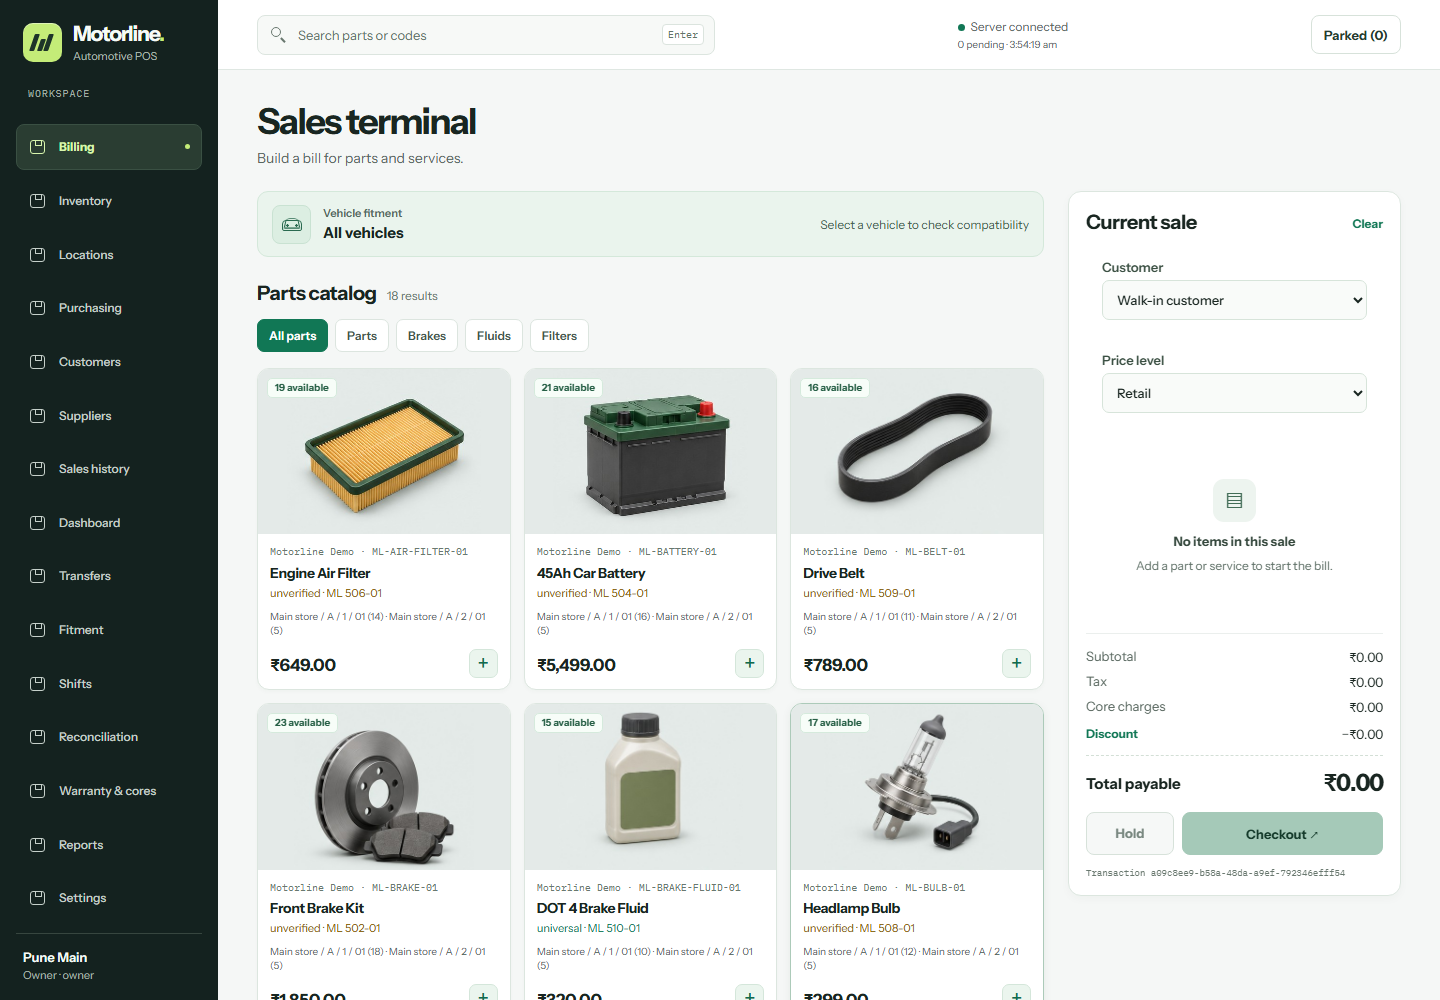 Motorline.
Automotive POS
WORKSPACE
Billing
Inventory
Locations
Purchasing
Customers
Suppliers
Sales history
Dashboard
Transfers
Fitment
Shifts
Reconciliation
Warranty & cores
Reports
Settings
Pune Main
Owner · owner
Search parts or codes
Enter
Server connected
0 pending · 3:54:19 am
Parked (0)
Sales terminal
Build a bill for parts and services.
Vehicle fitment
All vehicles
Select a vehicle to check compatibility
Parts catalog 18 results
All parts
Parts
Brakes
Fluids
Filters
19 available
Motorline Demo · ML-AIR-FILTER-01
Engine Air Filter
unverified · ML 506-01
Main store / A / 1 / 01 (14) · Main store / A / 2 / 01
(5)
₹649.00
+
21 available
Motorline Demo · ML-BATTERY-01
45Ah Car Battery
unverified · ML 504-01
Main store / A / 1 / 01 (16) · Main store / A / 2 / 01
(5)
₹5,499.00
+
16 available
Motorline Demo · ML-BELT-01
Drive Belt
unverified · ML 509-01
Main store / A / 1 / 01 (11) · Main store / A / 2 / 01
(5)
₹789.00
+
23 available
Motorline Demo · ML-BRAKE-01
Front Brake Kit
unverified · ML 502-01
Main store / A / 1 / 01 (18) · Main store / A / 2 / 01
(5)
₹1,850.00
+
15 available
Motorline Demo · ML-BRAKE-FLUID-01
DOT 4 Brake Fluid
universal · ML 510-01
Main store / A / 1 / 01 (10) · Main store / A / 2 / 01
(5)
₹320.00
+
17 available
Motorline Demo · ML-BULB-01
Headlamp Bulb
unverified · ML 508-01
Main store / A / 1 / 01 (12) · Main store / A / 2 / 01
(5)
₹299.00
+
Current sale
Clear
Customer
Walk-in customer
Price level
Retail
No items in this sale
Add a part or service to start the bill.
Subtotal ₹0.00
Tax ₹0.00
Core charges ₹0.00
Discount −₹0.00
Total payable ₹0.00
Hold
Checkout ↗
Transaction a09c8ee9-b58a-48da-a9ef-792346efff54